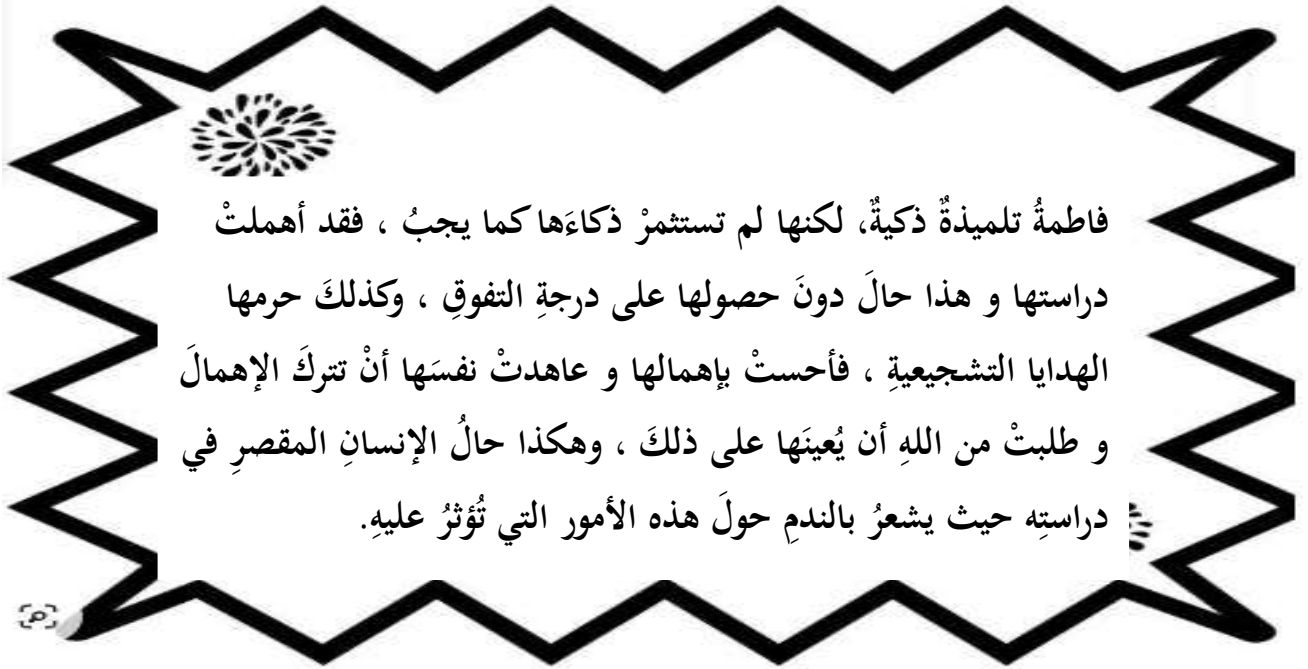 فاطمةُ تلميذةٌ ذكيةٌ، لكنها لم تستثمرْ ذكاءَها كما يجبُ ، فقد أهملتْ
دراستها و هذا حالَ دونَ حصولها على درجةِ التفوقِ ، وكذلكَ حرمها
الهدايا التشجيعيةِ ، فأحستْ بإهمالها و عاهدتْ نفسَها أنْ تتركَ الإهمالَ
و طلبتْ من اللهِ أن يُعينَها على ذلكَ ، وهكذا حالُ الإنسانِ المقصرِ في
دراستِه حيث يشعرُ بالندمِ حولَ هذه الأمور التي تُؤثرُ عليهِ.